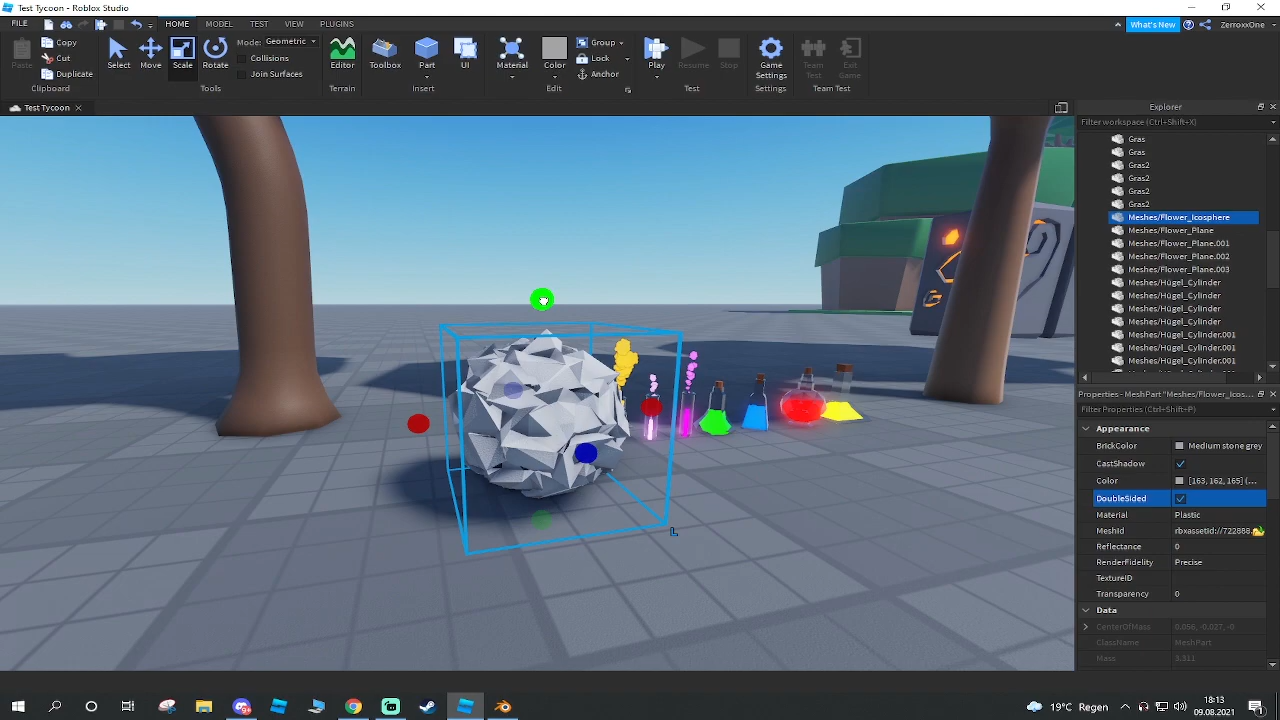 Test Tycoon - Roblox Studio
FILE HOME MODEL TEST VIEW PLUGINS What's New ZerroxxOne
Copy Group
Mode: Geometric
Cut Collisions Lock
Paste Select Move Scale Rotate Editor Toolbox Part UI Material Color Play Resume Stop Game Settings Team Test Exit Game
Duplicate Join Surfaces Anchor
Clipboard Tools Terrain Insert Edit Test Settings Team Test
Test Tycoon
Explorer
Filter workspace (Ctrl+Shift+X)
Gras
Gras
Gras2
Gras2
Gras2
Gras2
Meshes/Flower_Icosphere
Meshes/Flower_Plane
Meshes/Flower_Plane.001
Meshes/Flower_Plane.002
Meshes/Flower_Plane.003
Meshes/Hügel_Cylinder
Meshes/Hügel_Cylinder
Meshes/Hügel_Cylinder
Meshes/Hügel_Cylinder
Meshes/Hügel_Cylinder.001
Meshes/Hügel_Cylinder.001
Meshes/Hügel_Cylinder.001
Properties - MeshPart "Meshes/Flower_Icos...
Filter Properties (Ctrl+Shift+P)
Appearance
BrickColor Medium stone grey
CastShadow
Color [163, 162, 165] (...
DoubleSided
Material Plastic
MeshId rbxassetid://722888.
Reflectance 0
RenderFidelity Precise
TextureID
Transparency 0
Data
CenterOfMass 0.056, -0.027, -0
ClassName MeshPart
Mass 3.311
L
19°C Regen
18:13
09.08.2021